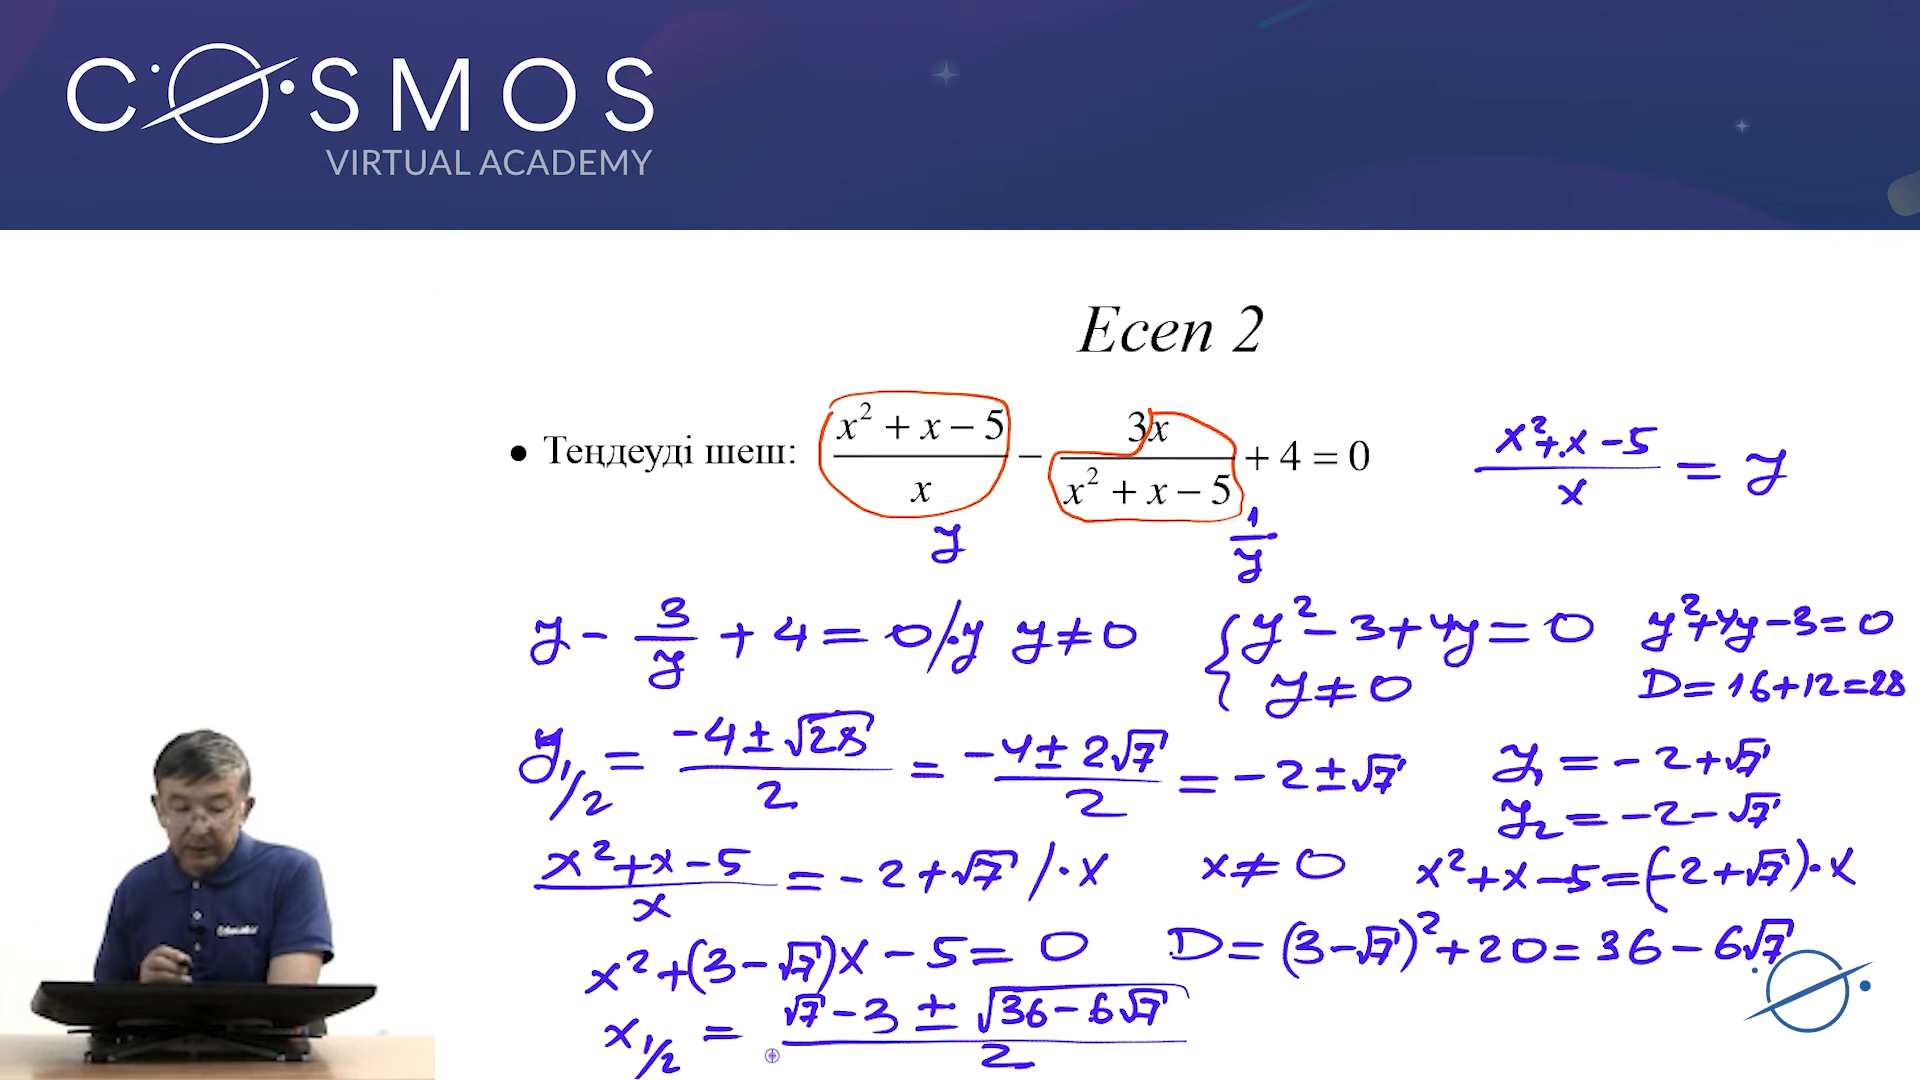 COSMOS
VIRTUAL ACADEMY
Есеп 2
• Теңдеуді шеш: (x² + x − 5)/x − 3x/(x² + x − 5) + 4 = 0
(x² + x − 5)/x = y
y
1/y
y − 3/y + 4 = 0 /·y y ≠ 0
{ y² − 3 + 4y = 0
y ≠ 0
y² + 4y − 3 = 0
D = 16 + 12 = 28
y1/2 = (−4 ± √28)/2 = (−4 ± 2√7)/2 = −2 ± √7
y₁ = −2 + √7
y₂ = −2 − √7
(x² + x − 5)/x = −2 + √7 /·x x ≠ 0 x² + x − 5 = (−2 + √7)·x
x² + (3 − √7)x − 5 = 0 D = (3 − √7)² + 20 = 36 − 6√7
x1/2 = (√7 − 3 ± √(36 − 6√7))/2